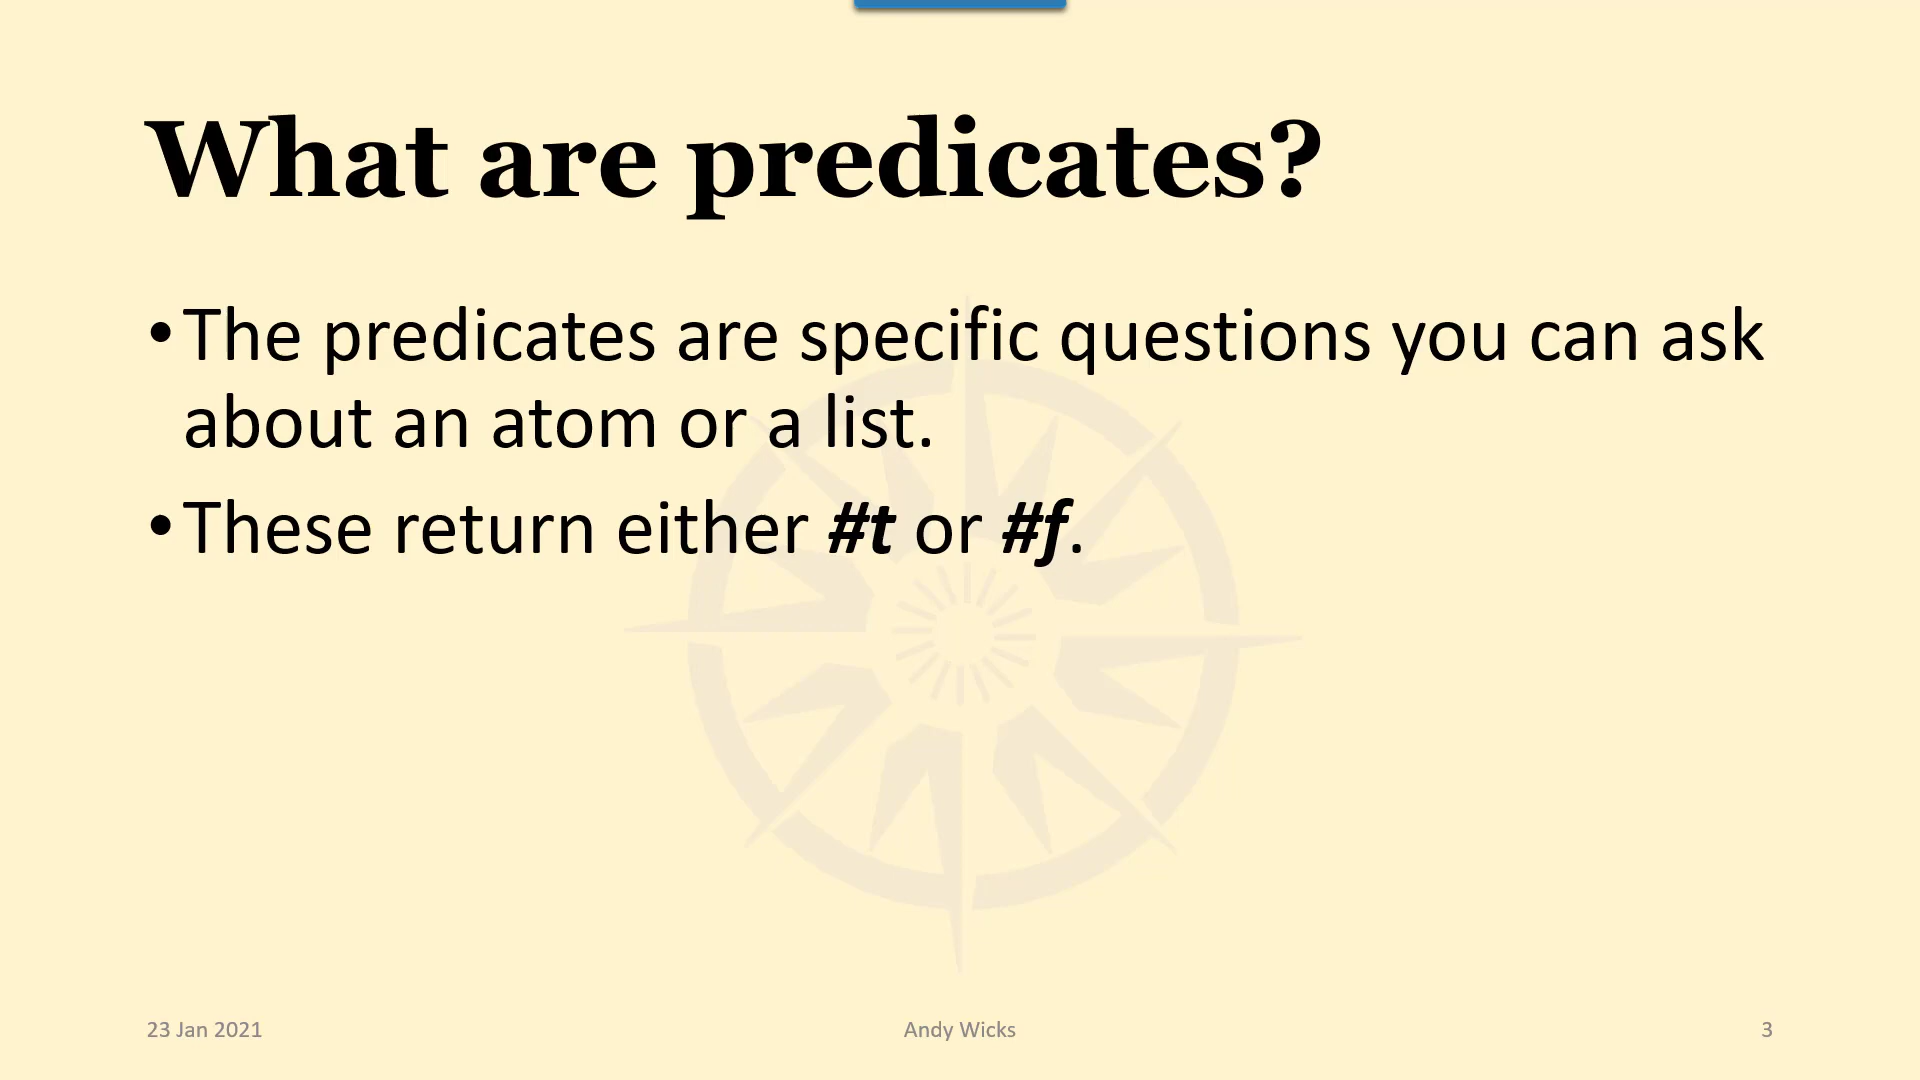 What are predicates?
•The predicates are specific questions you can ask
about an atom or a list.
•These return either #t or #f.
23 Jan 2021
Andy Wicks
3